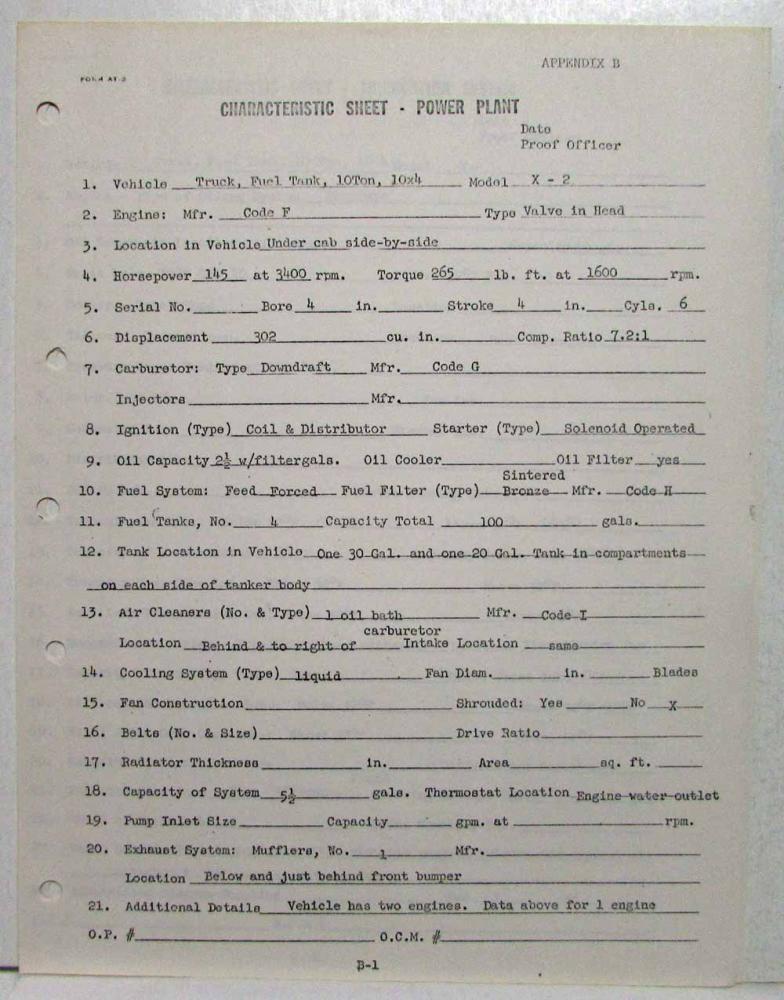 APPENDIX B
FORM AT-2
CHARACTERISTIC SHEET - POWER PLANT
Date
Proof Officer
1. Vehicle Truck, Fuel Tank, 10Ton, 10x4 Model X - 2
2. Engine: Mfr. Code F Type Valve in Head
3. Location in Vehicle Under cab side-by-side
4. Horsepower 145 at 3400 rpm. Torque 265 lb. ft. at 1600 rpm.
5. Serial No. Bore 4 in. Stroke 4 in. Cyls. 6
6. Displacement 302 cu. in. Comp. Ratio 7.2:1
7. Carburetor: Type Downdraft Mfr. Code G
Injectors Mfr.
8. Ignition (Type) Coil & Distributor Starter (Type) Solenoid Operated
9. Oil Capacity 2½ w/filter gals. Oil Cooler Oil Filter yes
Sintered
10. Fuel System: Feed Forced Fuel Filter (Type) Bronze Mfr. Code H
11. Fuel Tanks, No. 4 Capacity Total 100 gals.
12. Tank Location in Vehicle One 30 Gal. and one 20 Gal. Tank in compartments
on each side of tanker body
13. Air Cleaners (No. & Type) 1 oil bath Mfr. Code I
carburetor
Location Behind & to right of Intake Location same
14. Cooling System (Type) liquid Fan Diam. in. Blades
15. Fan Construction Shrouded: Yes No X
16. Belts (No. & Size) Drive Ratio
17. Radiator Thickness in. Area sq. ft.
18. Capacity of System 5½ gals. Thermostat Location Engine water outlet
19. Pump Inlet Size Capacity gpm. at rpm.
20. Exhaust System: Mufflers, No. 1 Mfr.
Location Below and just behind front bumper
21. Additional Details Vehicle has two engines. Data above for 1 engine
O.P. # O.C.M. #
B-1